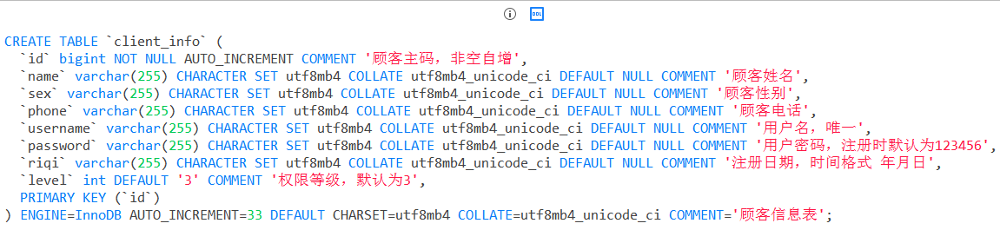 DDL
CREATE TABLE `client_info` (
  `id` bigint NOT NULL AUTO_INCREMENT COMMENT '顾客主码，非空自增',
  `name` varchar(255) CHARACTER SET utf8mb4 COLLATE utf8mb4_unicode_ci DEFAULT NULL COMMENT '顾客姓名',
  `sex` varchar(255) CHARACTER SET utf8mb4 COLLATE utf8mb4_unicode_ci DEFAULT NULL COMMENT '顾客性别',
  `phone` varchar(255) CHARACTER SET utf8mb4 COLLATE utf8mb4_unicode_ci DEFAULT NULL COMMENT '顾客电话',
  `username` varchar(255) CHARACTER SET utf8mb4 COLLATE utf8mb4_unicode_ci DEFAULT NULL COMMENT '用户名，唯一',
  `password` varchar(255) CHARACTER SET utf8mb4 COLLATE utf8mb4_unicode_ci DEFAULT NULL COMMENT '用户密码，注册时默认为123456',
  `riqi` varchar(255) CHARACTER SET utf8mb4 COLLATE utf8mb4_unicode_ci DEFAULT NULL COMMENT '注册日期，时间格式 年月日',
  `level` int DEFAULT '3' COMMENT '权限等级，默认为3',
  PRIMARY KEY (`id`)
) ENGINE=InnoDB AUTO_INCREMENT=33 DEFAULT CHARSET=utf8mb4 COLLATE=utf8mb4_unicode_ci COMMENT='顾客信息表';